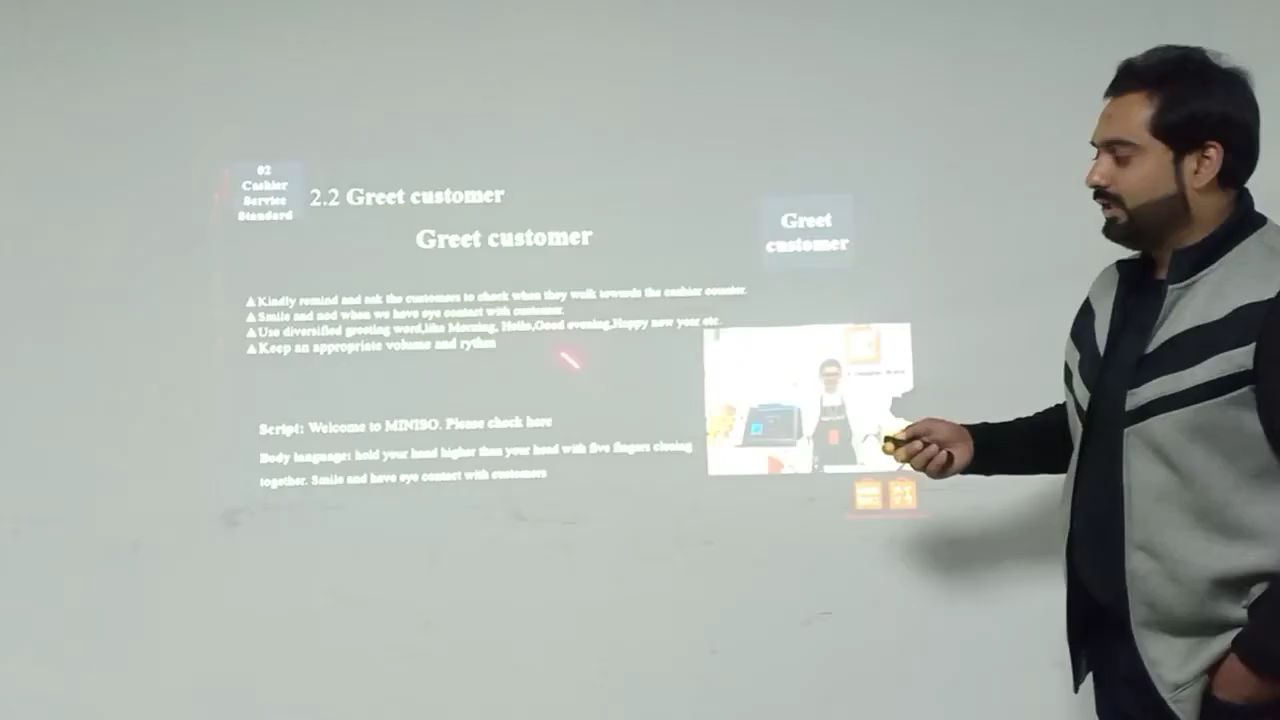 02
Cashier
Service
Standard
2.2 Greet customer
Greet customer
Greet
customer
▲Kindly remind and ask the customers to check when they walk towards the cashier counter.
▲Smile and nod when we have eye contact with customer.
▲Use diversified greeting word,like Morning, Hello,Good evening,Happy new year etc.
▲Keep an appropriate volume and rythm
Script: Welcome to MINISO. Please check here
Body language: hold your hand higher than your head with five fingers closing
together. Smile and have eye contact with customers